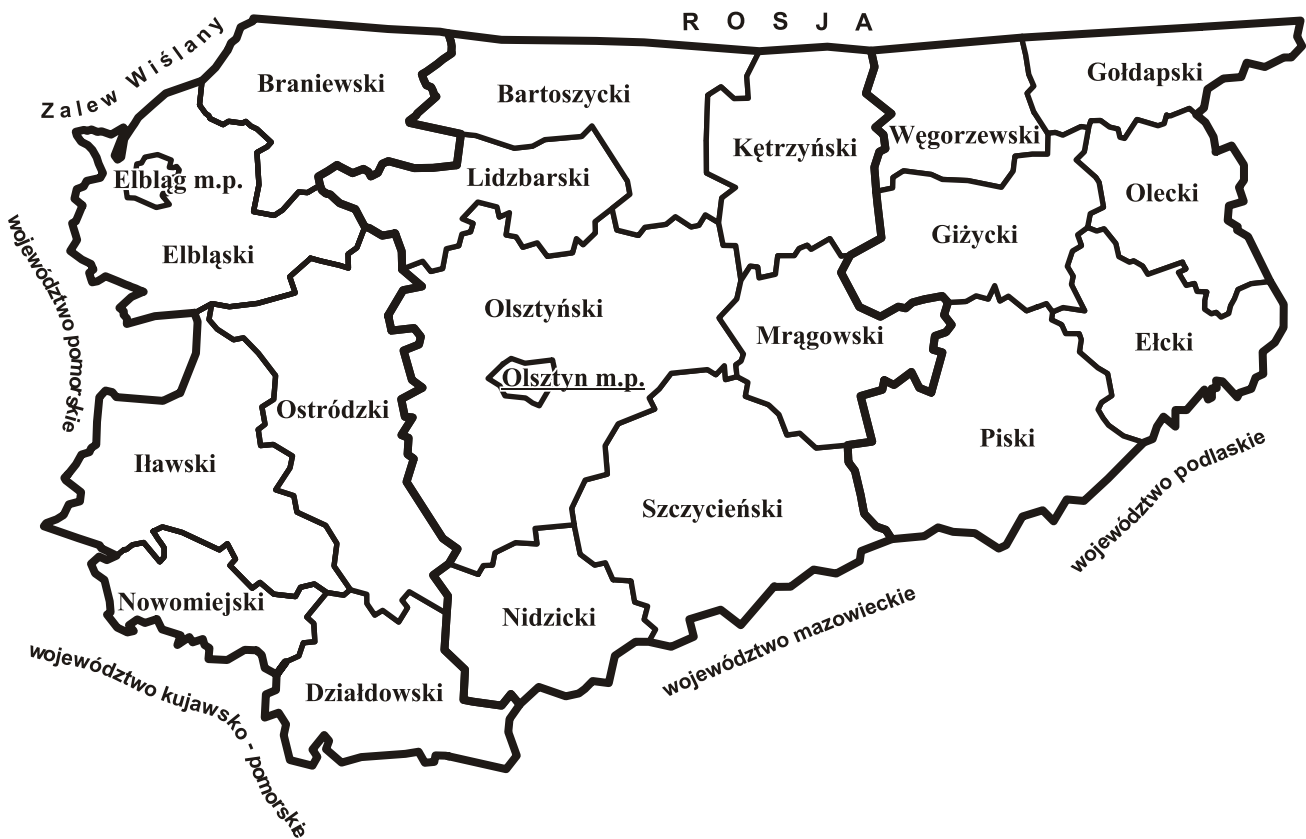 R O S J A
Zalew Wiślany
Braniewski
Bartoszycki
Gołdapski
Kętrzyński
Węgorzewski
Elbląg m.p.
Lidzbarski
Olecki
Elbląski
Giżycki
województwo pomorskie
Olsztyński
Mrągowski
Ełcki
Olsztyn m.p.
Ostródzki
Iławski
Piski
województwo podlaskie
Szczycieński
Nowomiejski
Nidzicki
województwo mazowieckie
Działdowski
województwo kujawsko - pomorskie